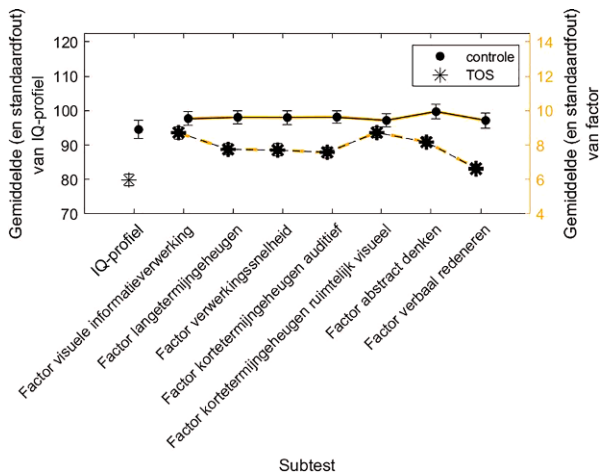 Gemiddelde (en standaardfout)
van IQ-profiel
120
110
100
90
80
70
controle
TOS
14
12
10
8
6
4
Gemiddelde (en standaardfout)
van factor
IQ-profiel
Factor visuele informatieverwerking
Factor langetermijngeheugen
Factor verwerkingssnelheid
Factor kortetermijngeheugen auditief
Factor kortetermijngeheugen ruimtelijk visueel
Factor abstract denken
Factor verbaal redeneren
Subtest